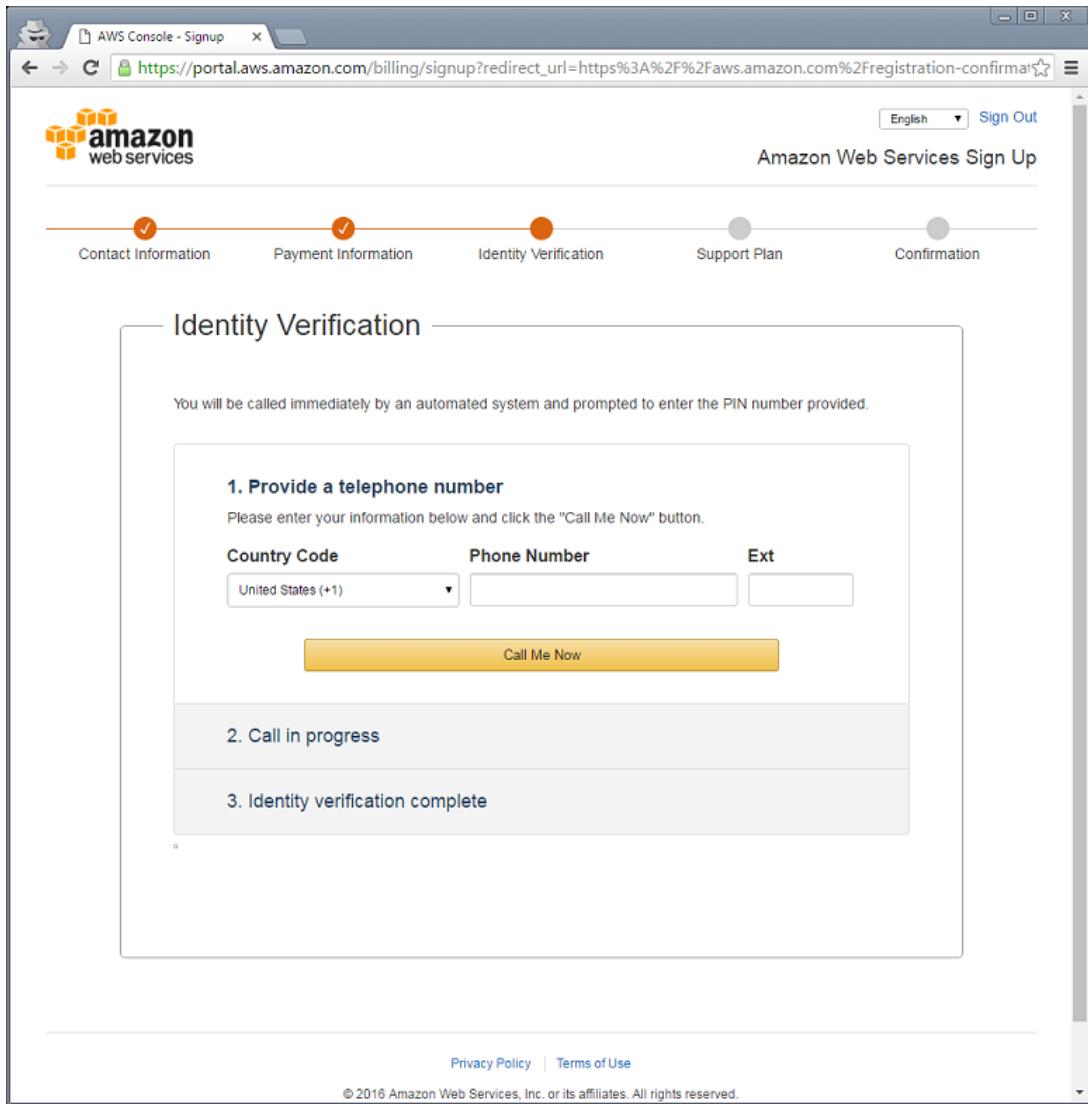 AWS Console - Signup
https://portal.aws.amazon.com/billing/signup?redirect_url=https%3A%2F%2Faws.amazon.com%2Fregistration-confirmat
amazon
web services
English
Sign Out
Amazon Web Services Sign Up
Contact Information
Payment Information
Identity Verification
Support Plan
Confirmation
Identity Verification
You will be called immediately by an automated system and prompted to enter the PIN number provided.
1. Provide a telephone number
Please enter your information below and click the "Call Me Now" button.
Country Code
Phone Number
Ext
United States (+1)
Call Me Now
2. Call in progress
3. Identity verification complete
Privacy Policy
Terms of Use
© 2016 Amazon Web Services, Inc. or its affiliates. All rights reserved.